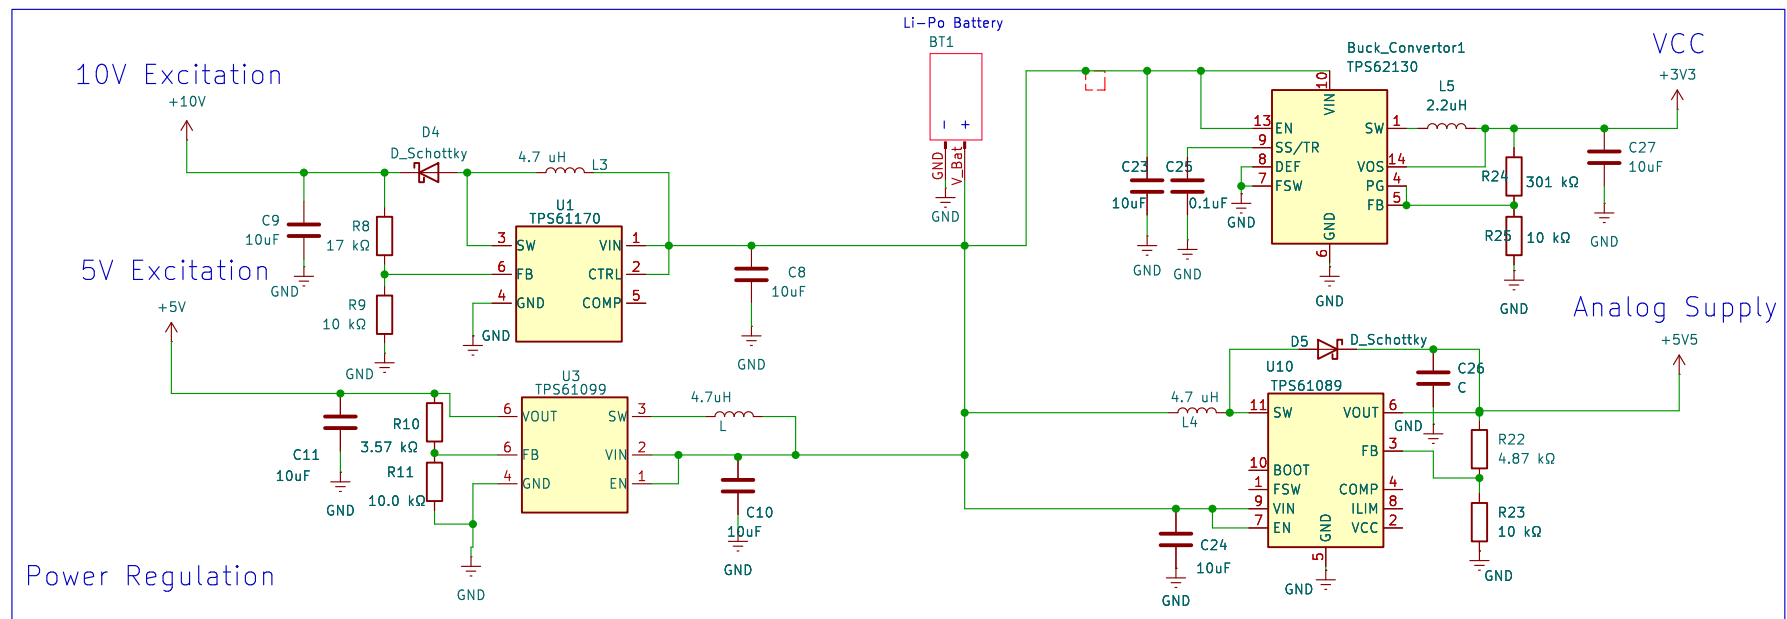 Li-Po Battery
BT1
- +
GND
V_Bat
GND
10V Excitation
+10V
D4
D_Schottky
4.7 uH
L3
C9
10uF
GND
R8
17 kΩ
R9
10 kΩ
GND
U1
TPS61170
3 SW
6 FB
4 GND
VIN 1
CTRL 2
COMP 5
GND
C8
10uF
GND
5V Excitation
+5V
C11
10uF
GND
R10
3.57 kΩ
R11
10.0 kΩ
U3
TPS61099
6 VOUT
6 FB
4 GND
SW 3
VIN 2
EN 1
GND
4.7uH
L
C10
10uF
GND
Power Regulation
Buck_Convertor1
TPS62130
10
VIN
13 EN
9 SS/TR
8 DEF
7 FSW
SW 1
VOS 14
PG 4
FB 5
GND
6
GND
GND
C23
10uF
GND
C25
0.1uF
GND
L5
2.2uH
VCC
+3V3
R24
301 kΩ
R25
10 kΩ
GND
C27
10uF
GND
Analog Supply
+5V5
D5
D_Schottky
C26
C
GND
4.7 uH
L4
U10
TPS61089
11 SW
10 BOOT
1 FSW
9 VIN
7 EN
VOUT 6
FB 3
COMP 4
ILIM 8
VCC 2
GND
5
GND
R22
4.87 kΩ
R23
10 kΩ
GND
C24
10uF
GND